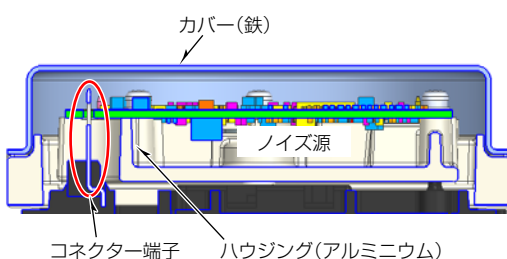 カバー（鉄）
ノイズ源
コネクター端子
ハウジング（アルミニウム）